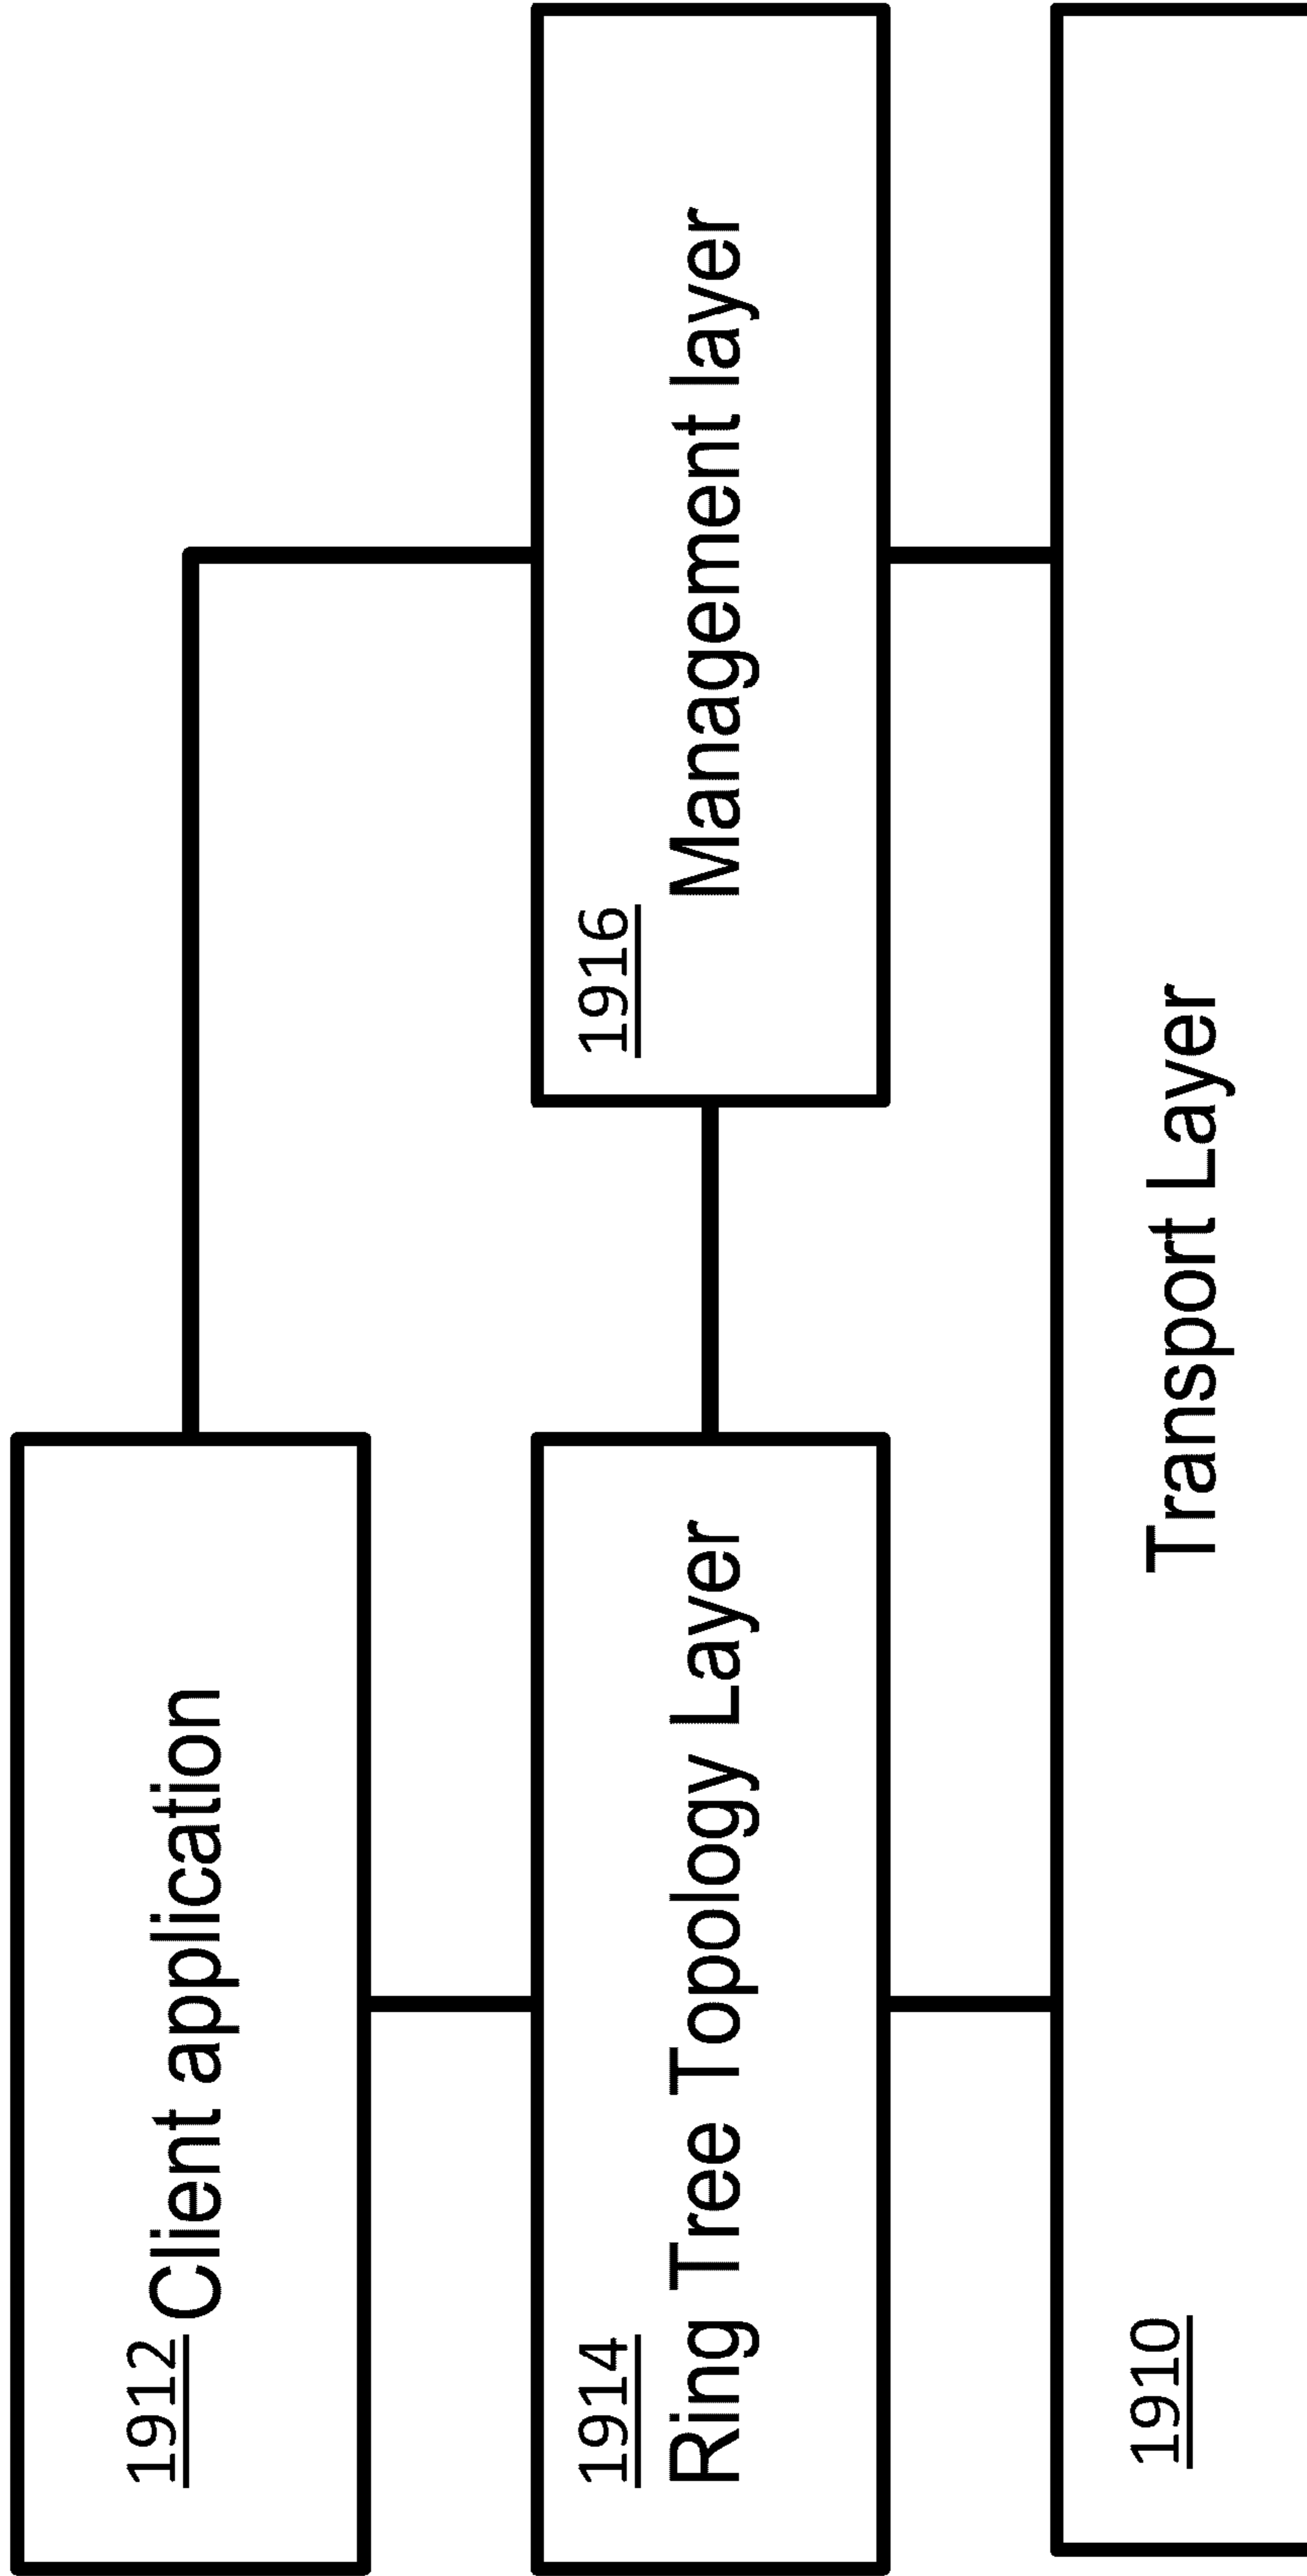 1912
Client application
1914
Ring Tree Topology Layer
1916
Management layer
1910
Transport Layer